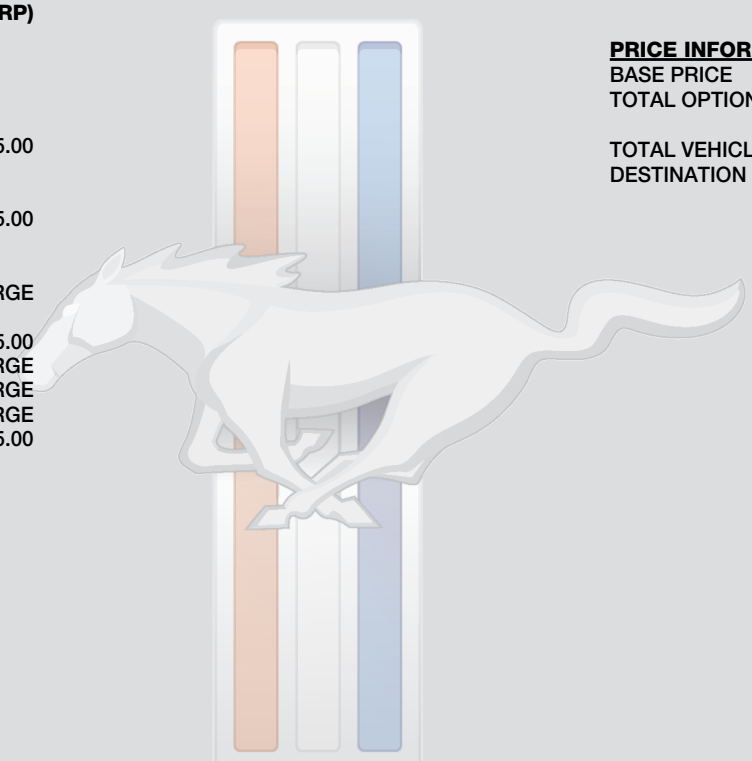 RP)
5.00
5.00
RGE
5.00
RGE
RGE
RGE
5.00
PRICE INFOR
BASE PRICE
TOTAL OPTION
TOTAL VEHICL
DESTINATION